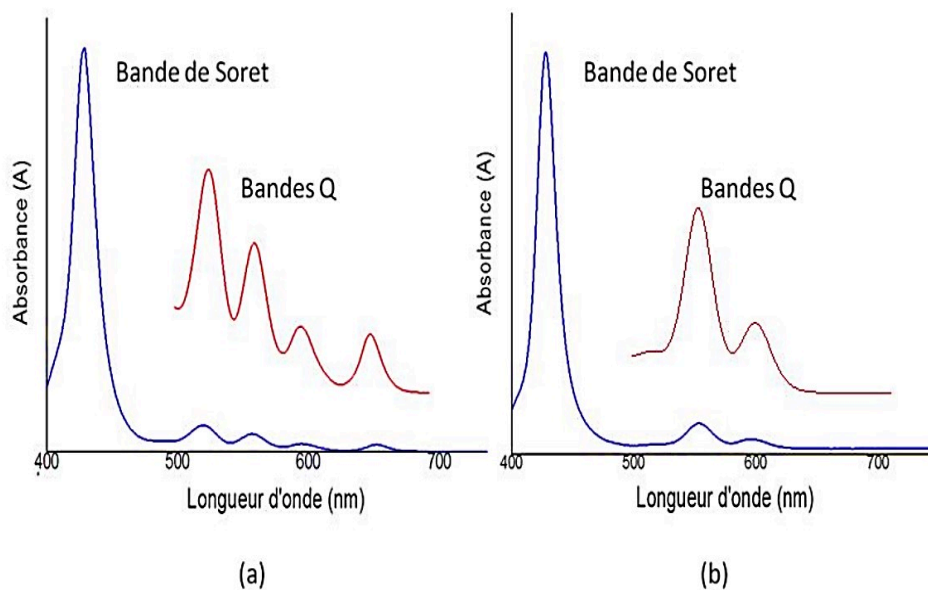 Bande de Soret
Bandes Q
Absorbance (A)
400 500 600 700
Longueur d'onde (nm)
(a)
Bande de Soret
Bandes Q
Absorbance (A)
400 500 600 700
Longueur d'onde (nm)
(b)